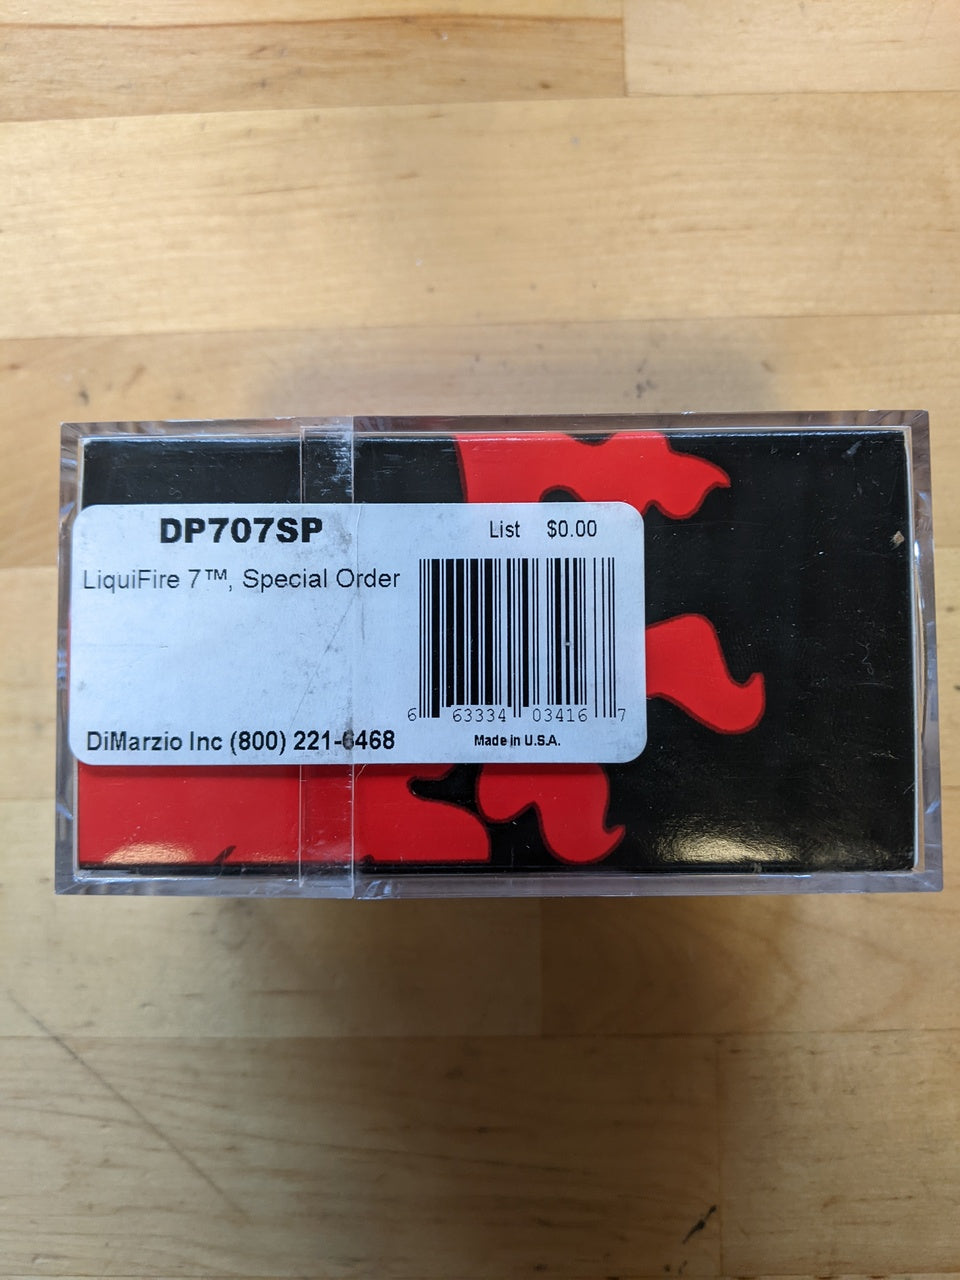 DP707SP
List $0.00
LiquiFire 7™, Special Order
6 63334 03416 7
DiMarzio Inc (800) 221-6468
Made in U.S.A.